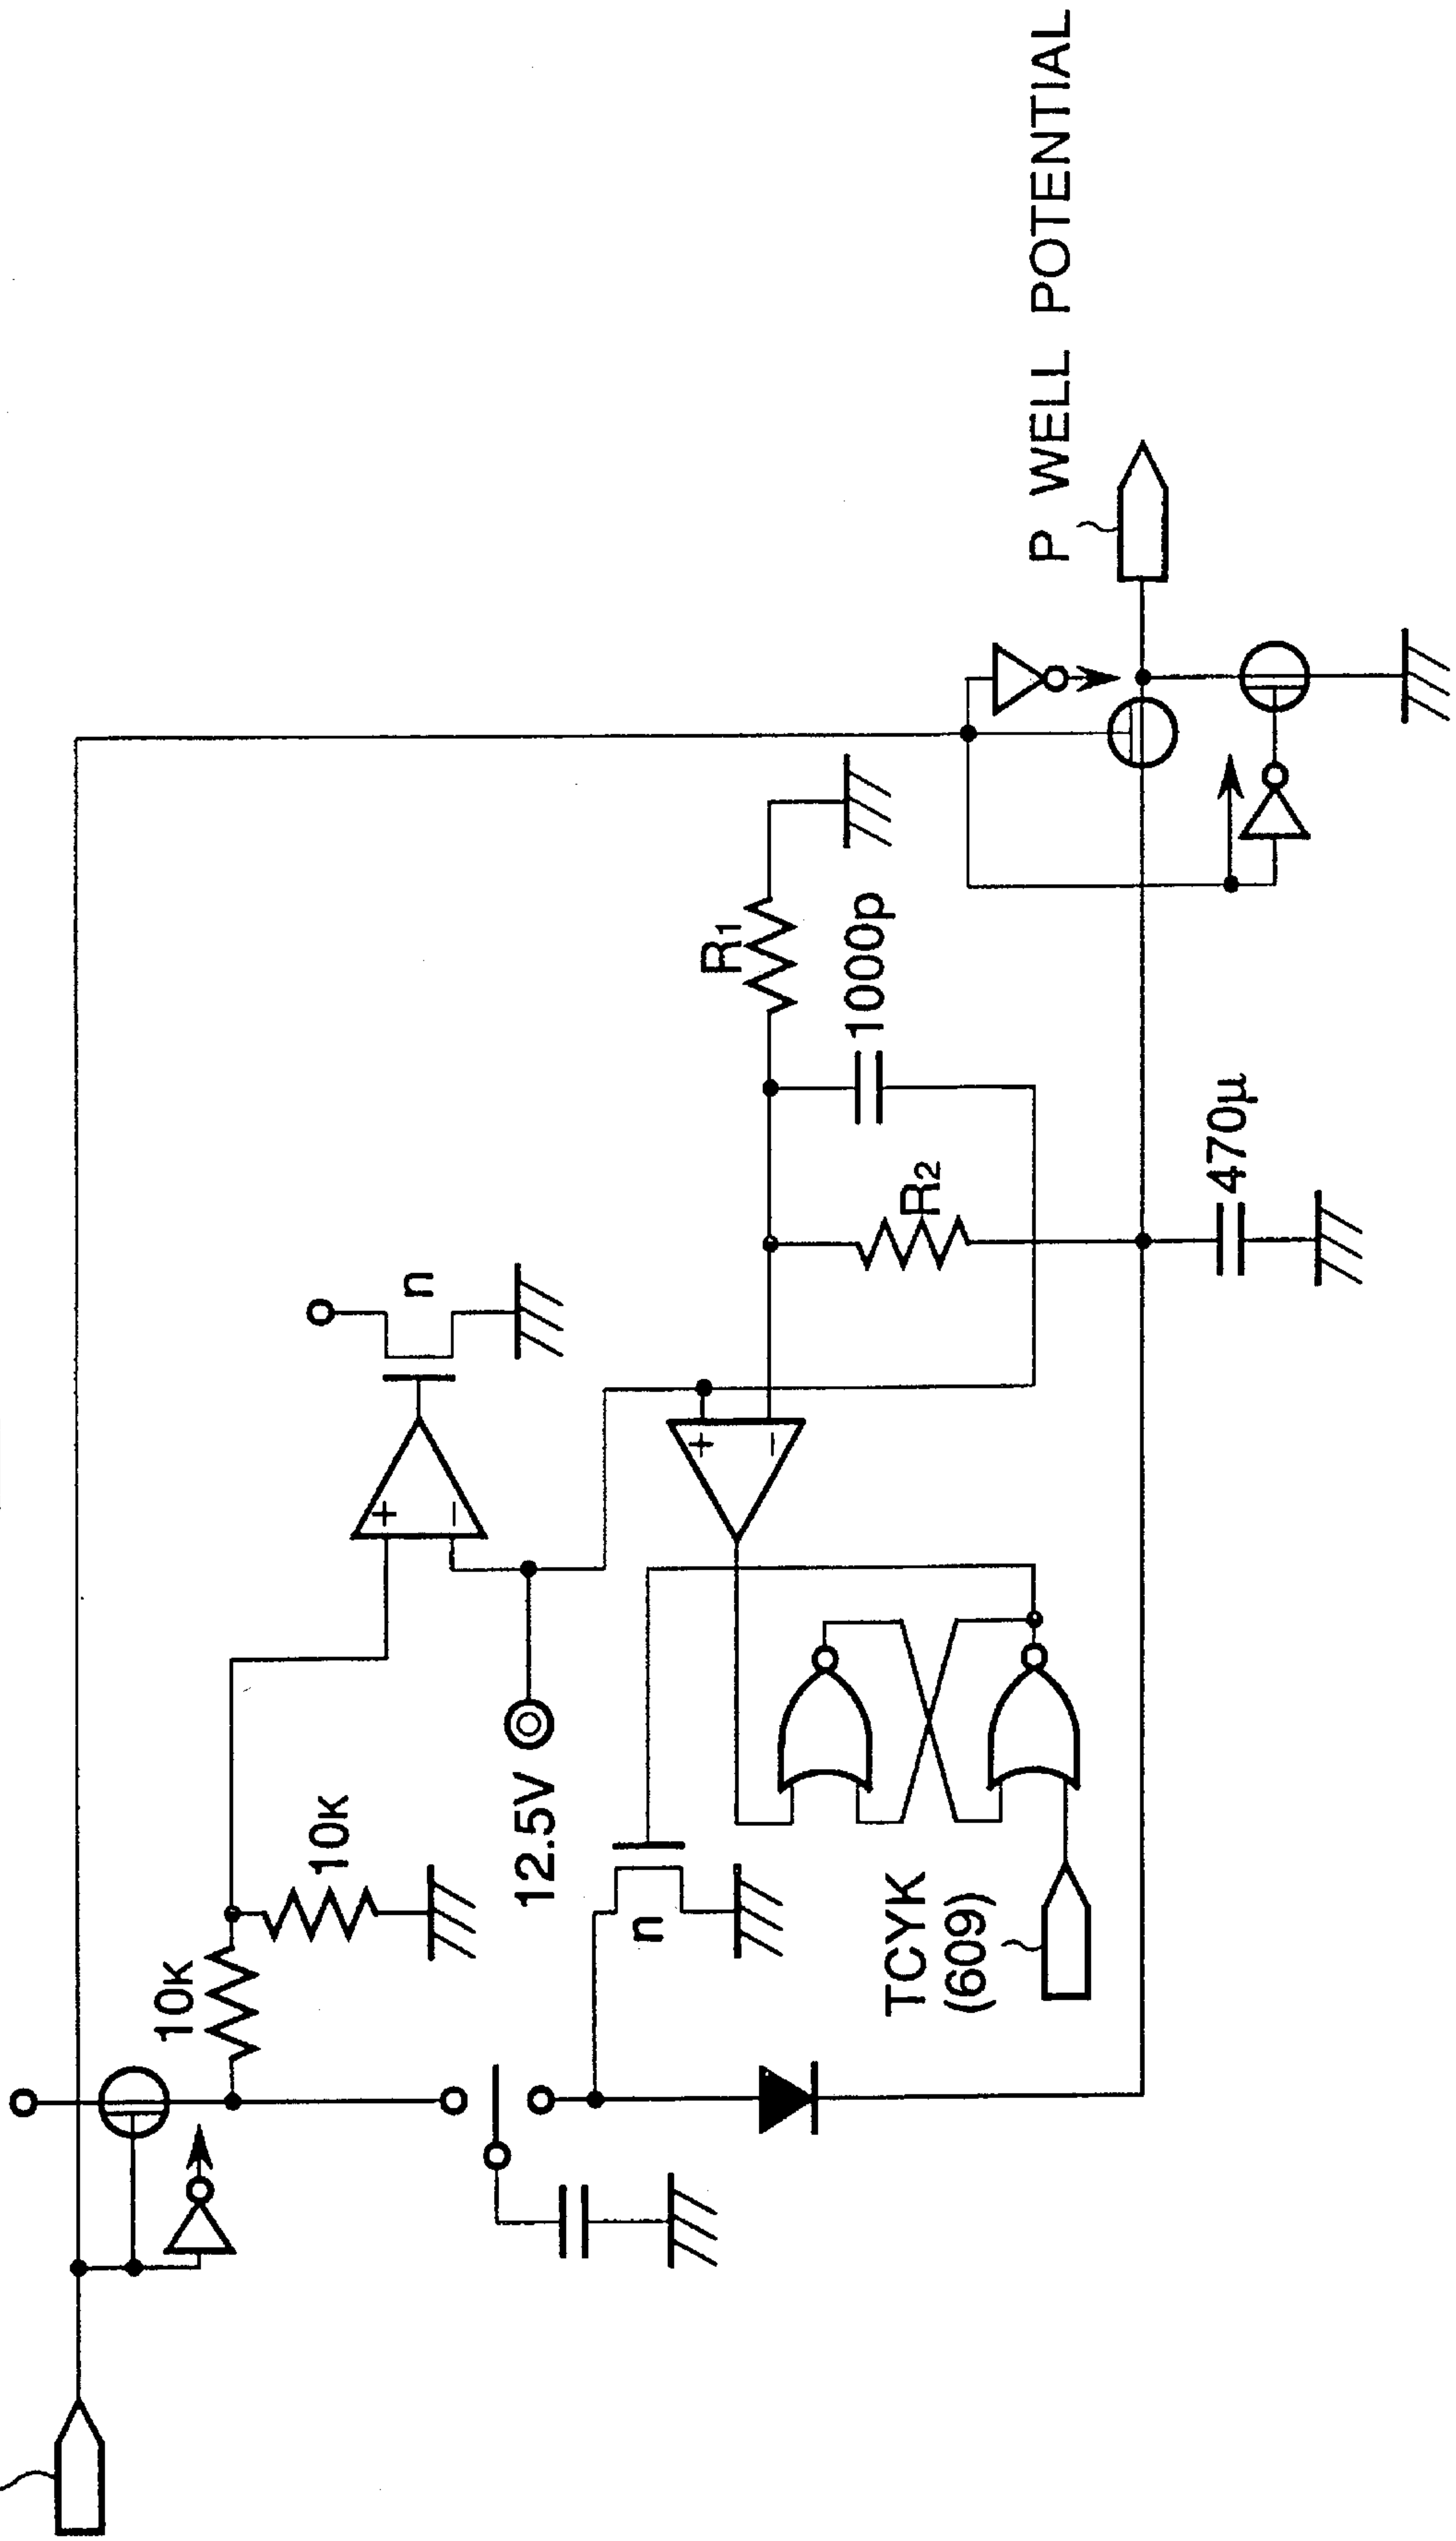 10K
10K
12.5V
+
−
n
n
+
−
R1
1000p
R2
TCYK
(609)
470μ
P WELL POTENTIAL